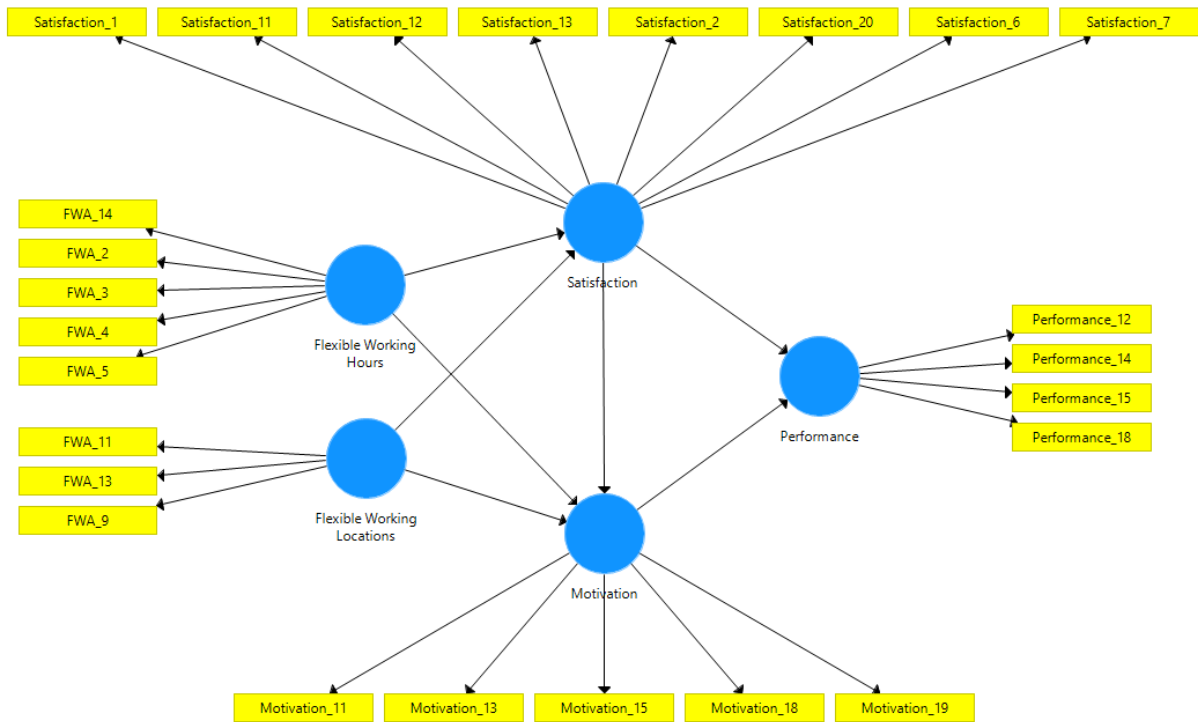 Satisfaction_1
Satisfaction_11
Satisfaction_12
Satisfaction_13
Satisfaction_2
Satisfaction_20
Satisfaction_6
Satisfaction_7
FWA_14
FWA_2
FWA_3
FWA_4
FWA_5
Flexible Working
Hours
Satisfaction
FWA_11
FWA_13
FWA_9
Flexible Working
Locations
Performance_12
Performance_14
Performance_15
Performance_18
Performance
Motivation
Motivation_11
Motivation_13
Motivation_15
Motivation_18
Motivation_19